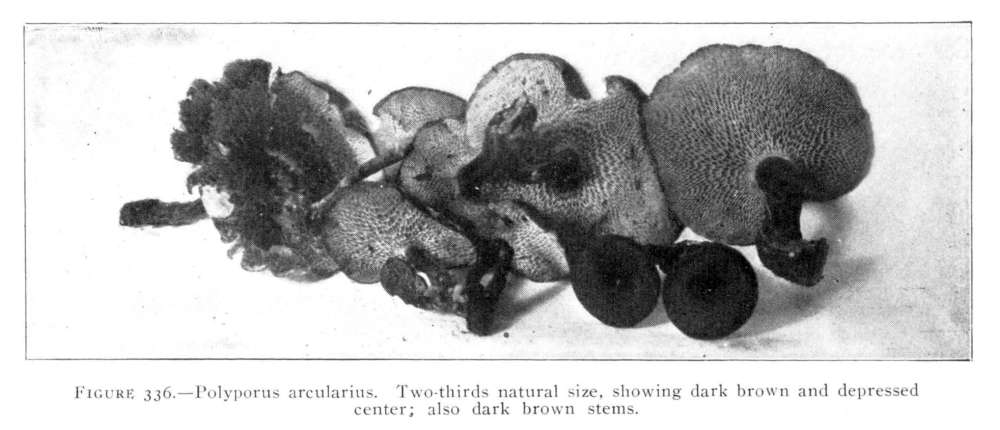 FIGURE 336.—Polyporus arcularius. Two-thirds natural size, showing dark brown and depressed
center; also dark brown stems.